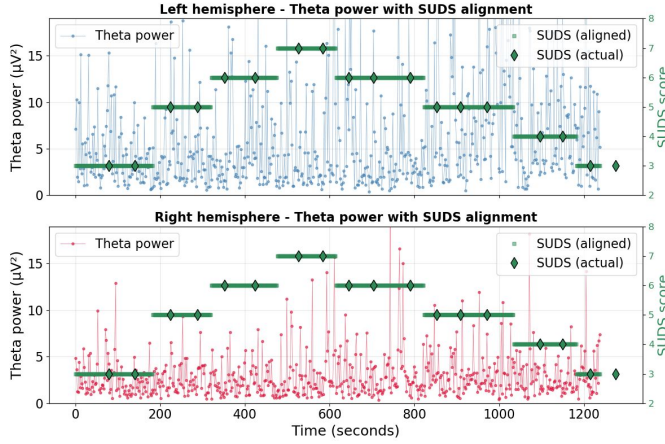 Left hemisphere - Theta power with SUDS alignment
Theta power (µV²)
15
10
5
0
Theta power
SUDS (aligned)
SUDS (actual)
8
7
6
5
4
3
2
SUDS score
Right hemisphere - Theta power with SUDS alignment
Theta power (µV²)
15
10
5
0
Theta power
SUDS (aligned)
SUDS (actual)
8
7
6
5
4
3
2
SUDS score
0 200 400 600 800 1000 1200
Time (seconds)